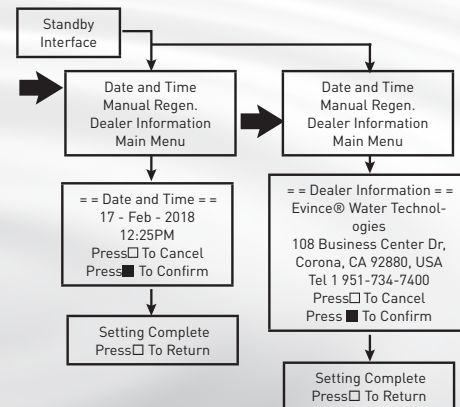 Standby
Interface
Date and Time
Manual Regen.
Dealer Information
Main Menu
= = Date and Time = =
17 - Feb - 2018
12:25PM
Press□ To Cancel
Press■ To Confirm
Setting Complete
Press□ To Return
Date and Time
Manual Regen.
Dealer Information
Main Menu
= = Dealer Information = =
Evince® Water Technol-
ogies
108 Business Center Dr,
Corona, CA 92880, USA
Tel 1 951-734-7400
Press□ To Cancel
Press ■ To Confirm
Setting Complete
Press□ To Return